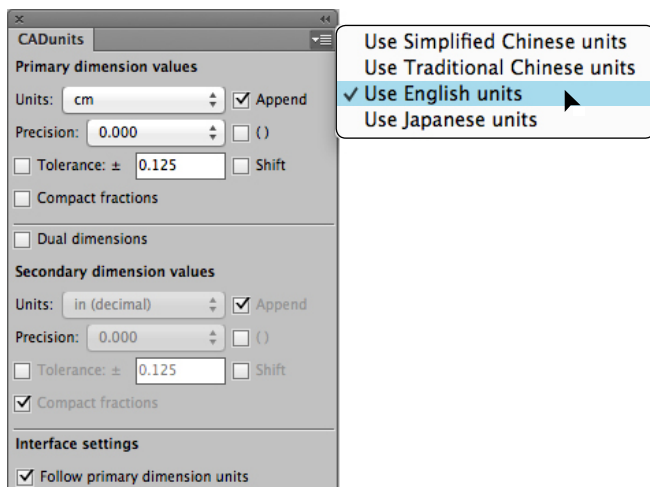 CADunits
Primary dimension values
Units: cm Append
Precision: 0.000 ( )
Tolerance: ± 0.125 Shift
Compact fractions
Dual dimensions
Secondary dimension values
Units: in (decimal) Append
Precision: 0.000 ( )
Tolerance: ± 0.125 Shift
Compact fractions
Interface settings
Follow primary dimension units
Use Simplified Chinese units
Use Traditional Chinese units
Use English units
Use Japanese units